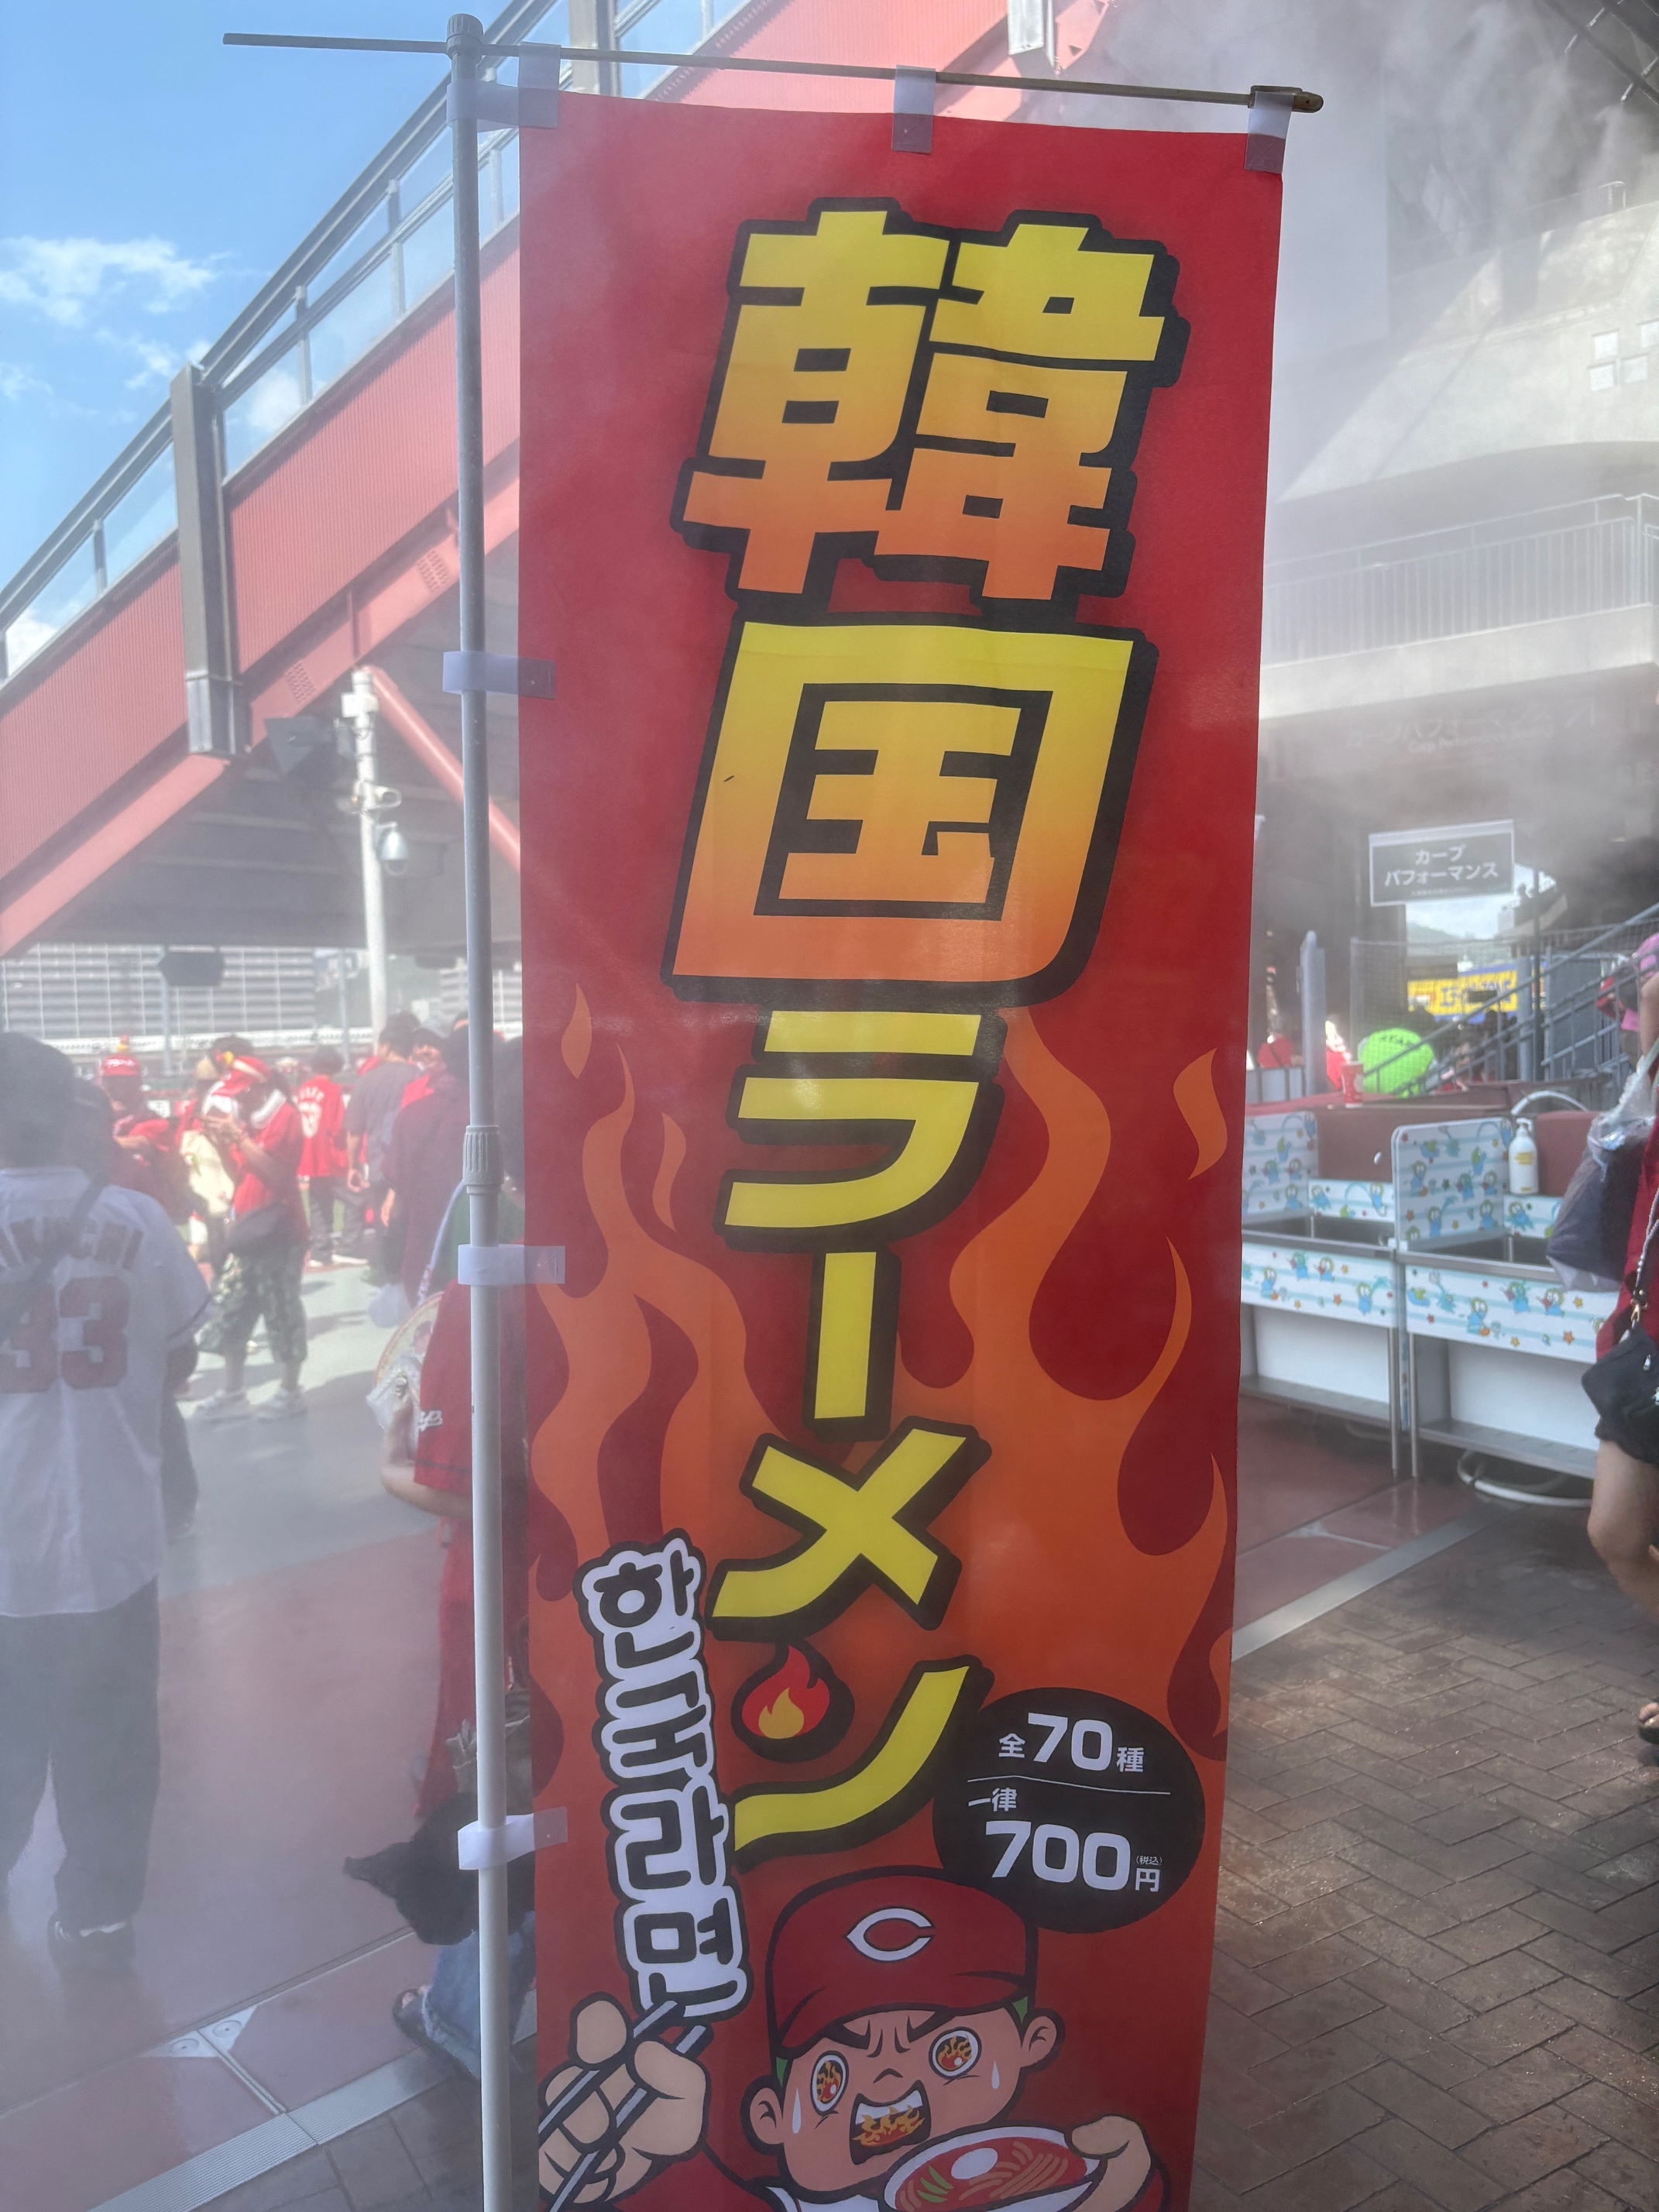 韓国ラーメン
한국라면
全70種
一律
700円
(税込)
C
カープ
パフォーマンス
33